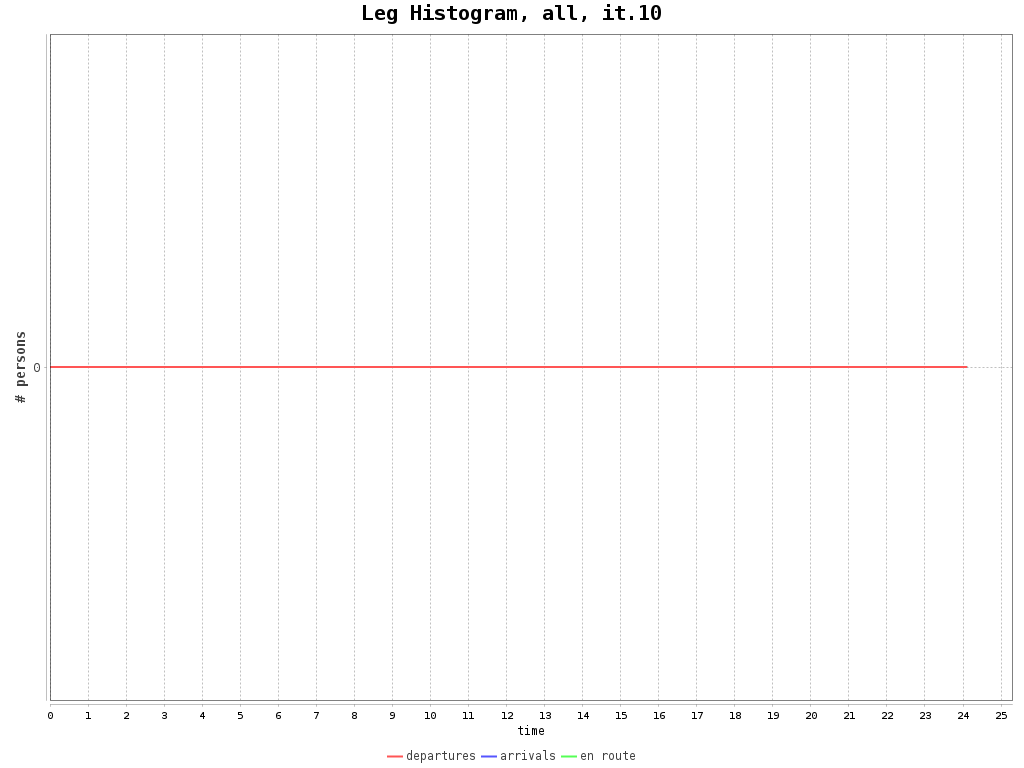 Leg Histogram, all, it.10
# persons
0
0 1 2 3 4 5 6 7 8 9 10 11 12 13 14 15 16 17 18 19 20 21 22 23 24 25
time
departures arrivals en route